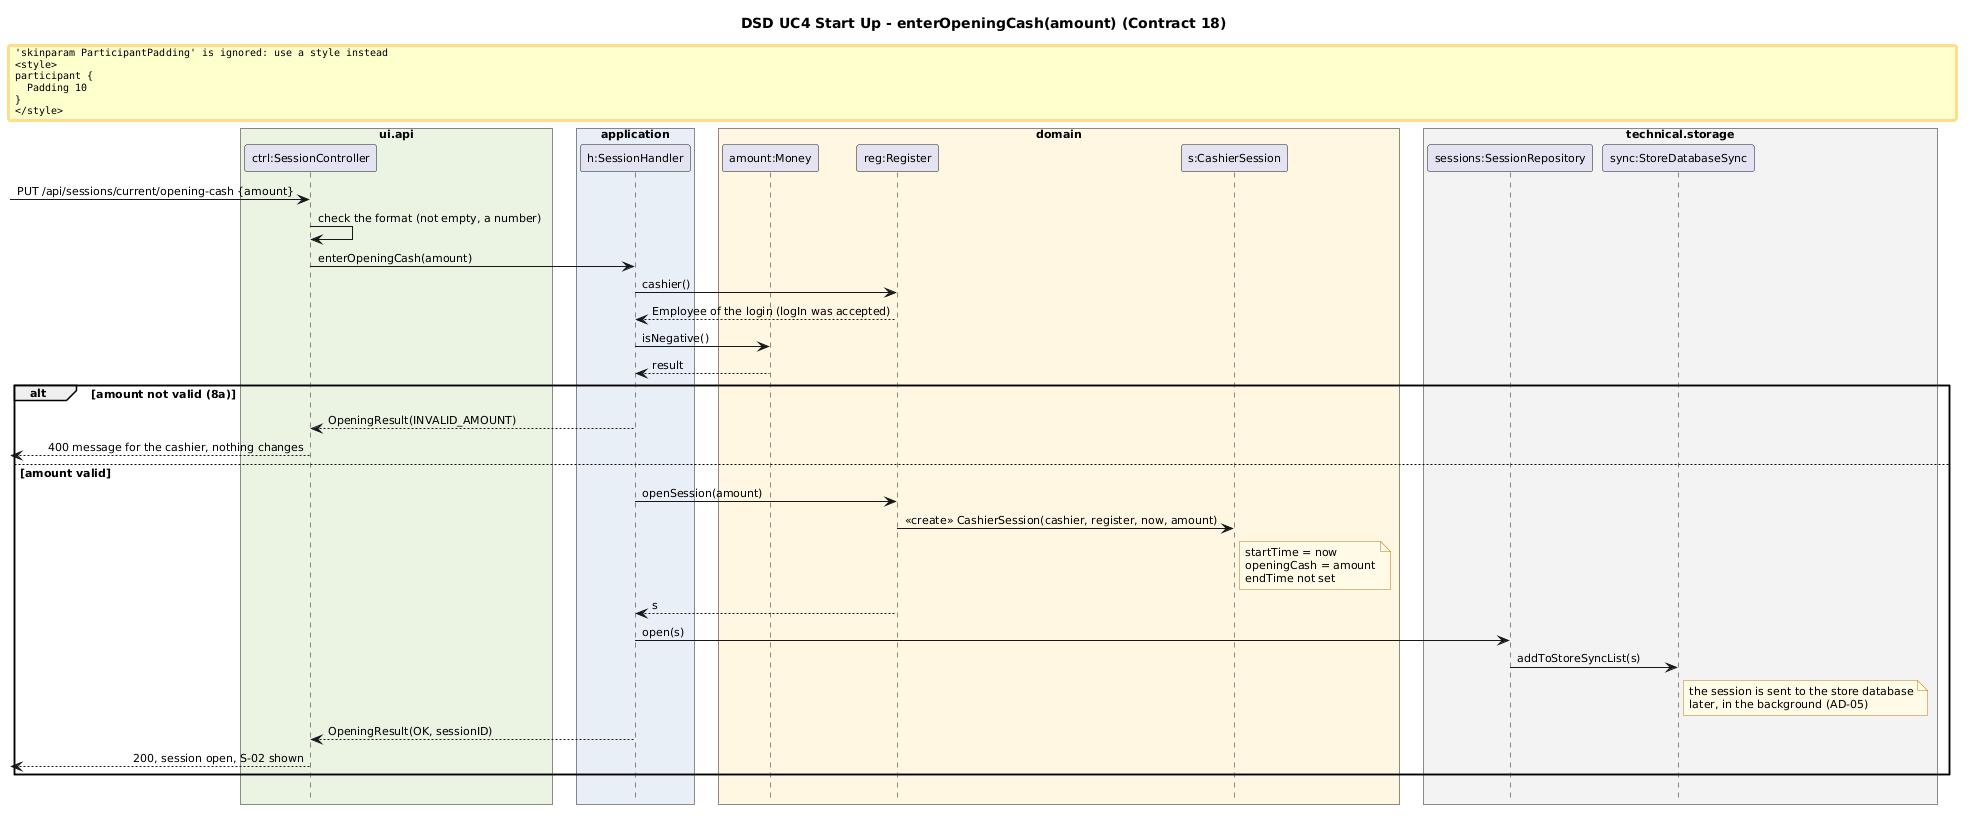 DSD UC4 Start Up - enterOpeningCash(amount) (Contract 18)
'skinparam ParticipantPadding' is ignored: use a style instead
<style>
participant {
  Padding 10
}
</style>
ui.api
application
domain
technical.storage
ctrl:SessionController
h:SessionHandler
amount:Money
reg:Register
s:CashierSession
sessions:SessionRepository
sync:StoreDatabaseSync
PUT /api/sessions/current/opening-cash {amount}
check the format (not empty, a number)
enterOpeningCash(amount)
cashier()
Employee of the login (logIn was accepted)
isNegative()
result
alt
[amount not valid (8a)]
OpeningResult(INVALID_AMOUNT)
400 message for the cashier, nothing changes
[amount valid]
openSession(amount)
«create» CashierSession(cashier, register, now, amount)
startTime = now
openingCash = amount
endTime not set
s
open(s)
addToStoreSyncList(s)
the session is sent to the store database
later, in the background (AD-05)
OpeningResult(OK, sessionID)
200, session open, S-02 shown